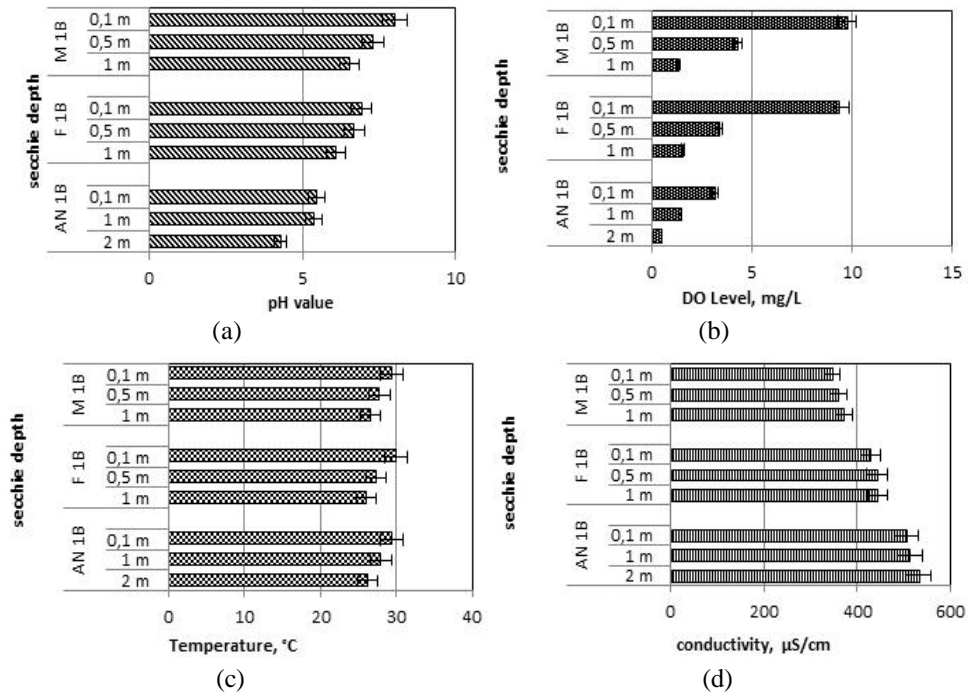 secchie depth
M 1B
0,1 m
0,5 m
1 m
F 1B
0,1 m
0,5 m
1 m
AN 1B
0,1 m
1 m
2 m
0 5 10
pH value
(a)
secchie depth
M 1B
0,1 m
0,5 m
1 m
F 1B
0,1 m
0,5 m
1 m
AN 1B
0,1 m
1 m
2 m
0 5 10 15
DO Level, mg/L
(b)
secchie depth
M 1B
0,1 m
0,5 m
1 m
F 1B
0,1 m
0,5 m
1 m
AN 1B
0,1 m
1 m
2 m
0 10 20 30 40
Temperature, °C
(c)
secchie depth
M 1B
0,1 m
0,5 m
1 m
F 1B
0,1 m
0,5 m
1 m
AN 1B
0,1 m
1 m
2 m
0 200 400 600
conductivity, µS/cm
(d)